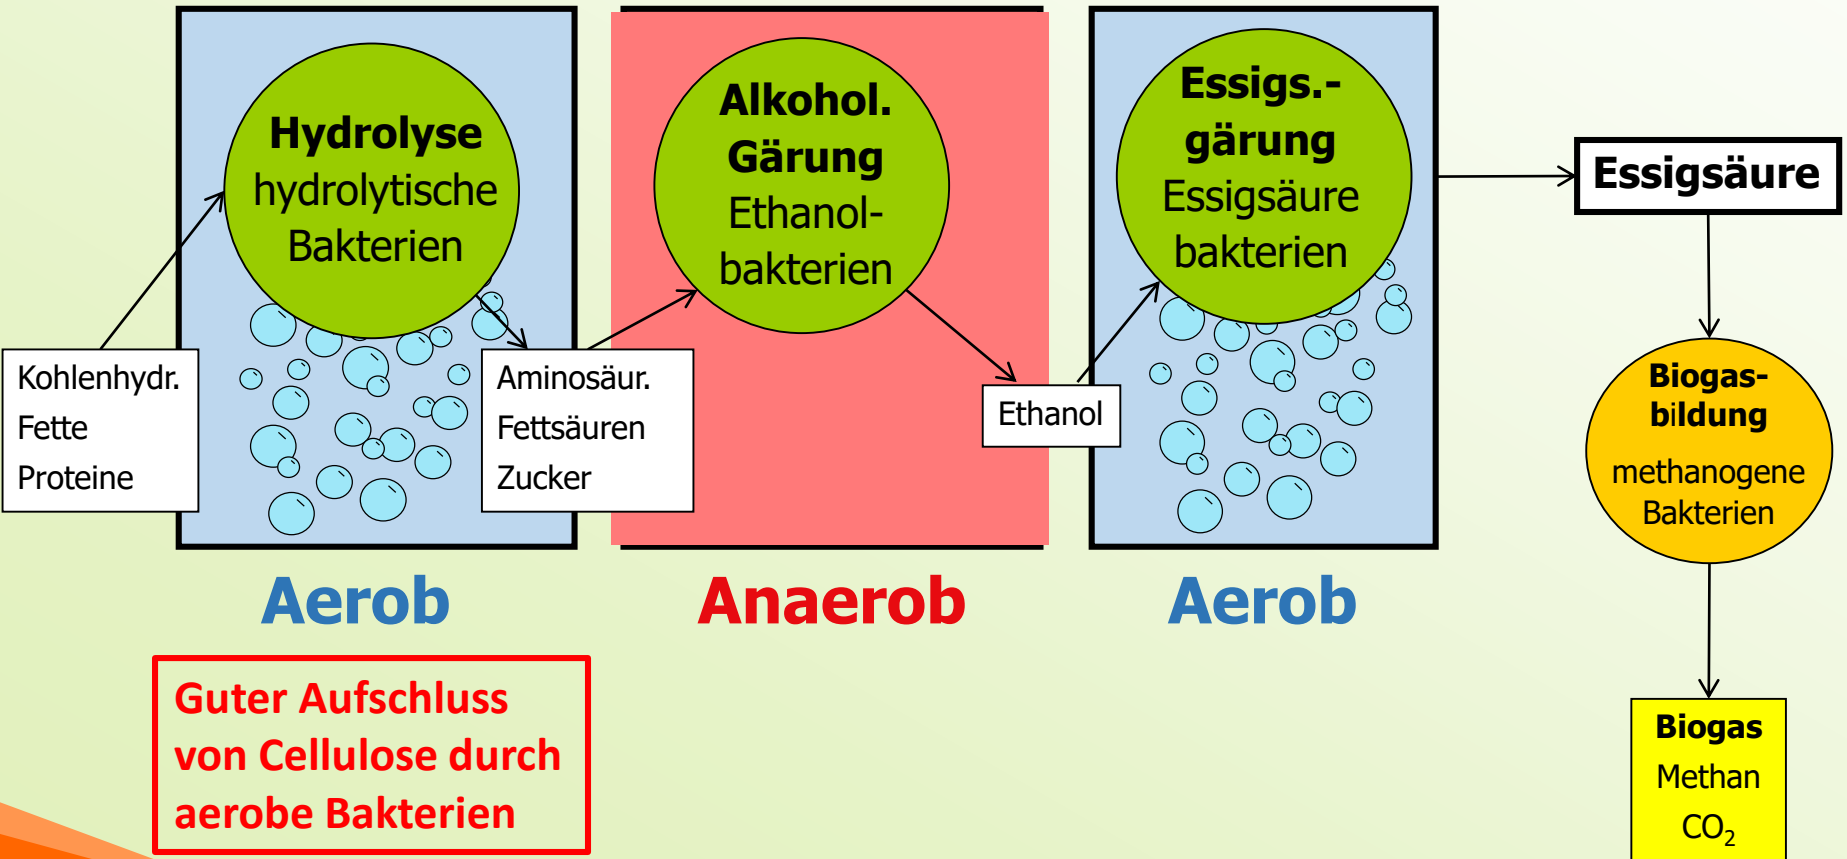 Hydrolyse
hydrolytische
Bakterien
Alkohol.
Gärung
Ethanol-
bakterien
Essigs.-
gärung
Essigsäure
bakterien
Essigsäure
Kohlenhydr.
Fette
Proteine
Aminosäur.
Fettsäuren
Zucker
Ethanol
Biogas-
bildung
methanogene
Bakterien
Aerob
Anaerob
Aerob
Guter Aufschluss
von Cellulose durch
aerobe Bakterien
Biogas
Methan
CO₂